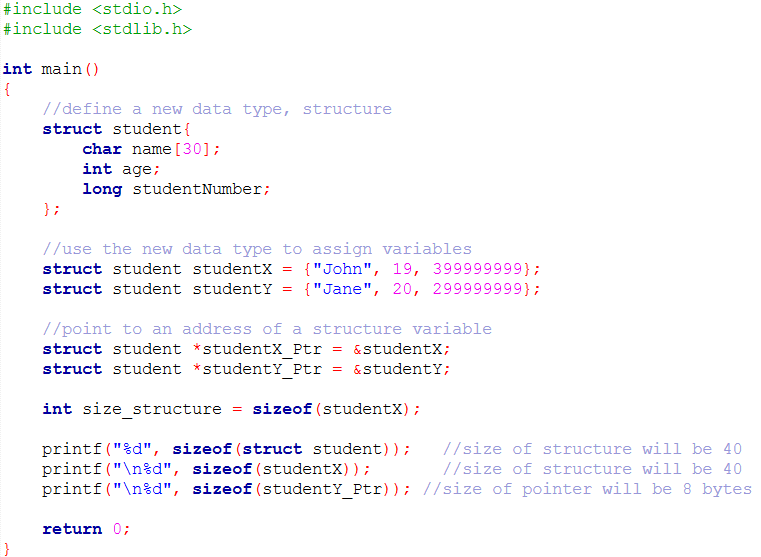 #include <stdio.h>
#include <stdlib.h>
int main()
{
//define a new data type, structure
struct student{
char name[30];
int age;
long studentNumber;
};
//use the new data type to assign variables
struct student studentX = {"John", 19, 399999999};
struct student studentY = {"Jane", 20, 299999999};
//point to an address of a structure variable
struct student *studentX_Ptr = &studentX;
struct student *studentY_Ptr = &studentY;
int size_structure = sizeof(studentX);
printf("%d", sizeof(struct student)); //size of structure will be 40
printf("\n%d", sizeof(studentX)); //size of structure will be 40
printf("\n%d", sizeof(studentY_Ptr)); //size of pointer will be 8 bytes
return 0;
}